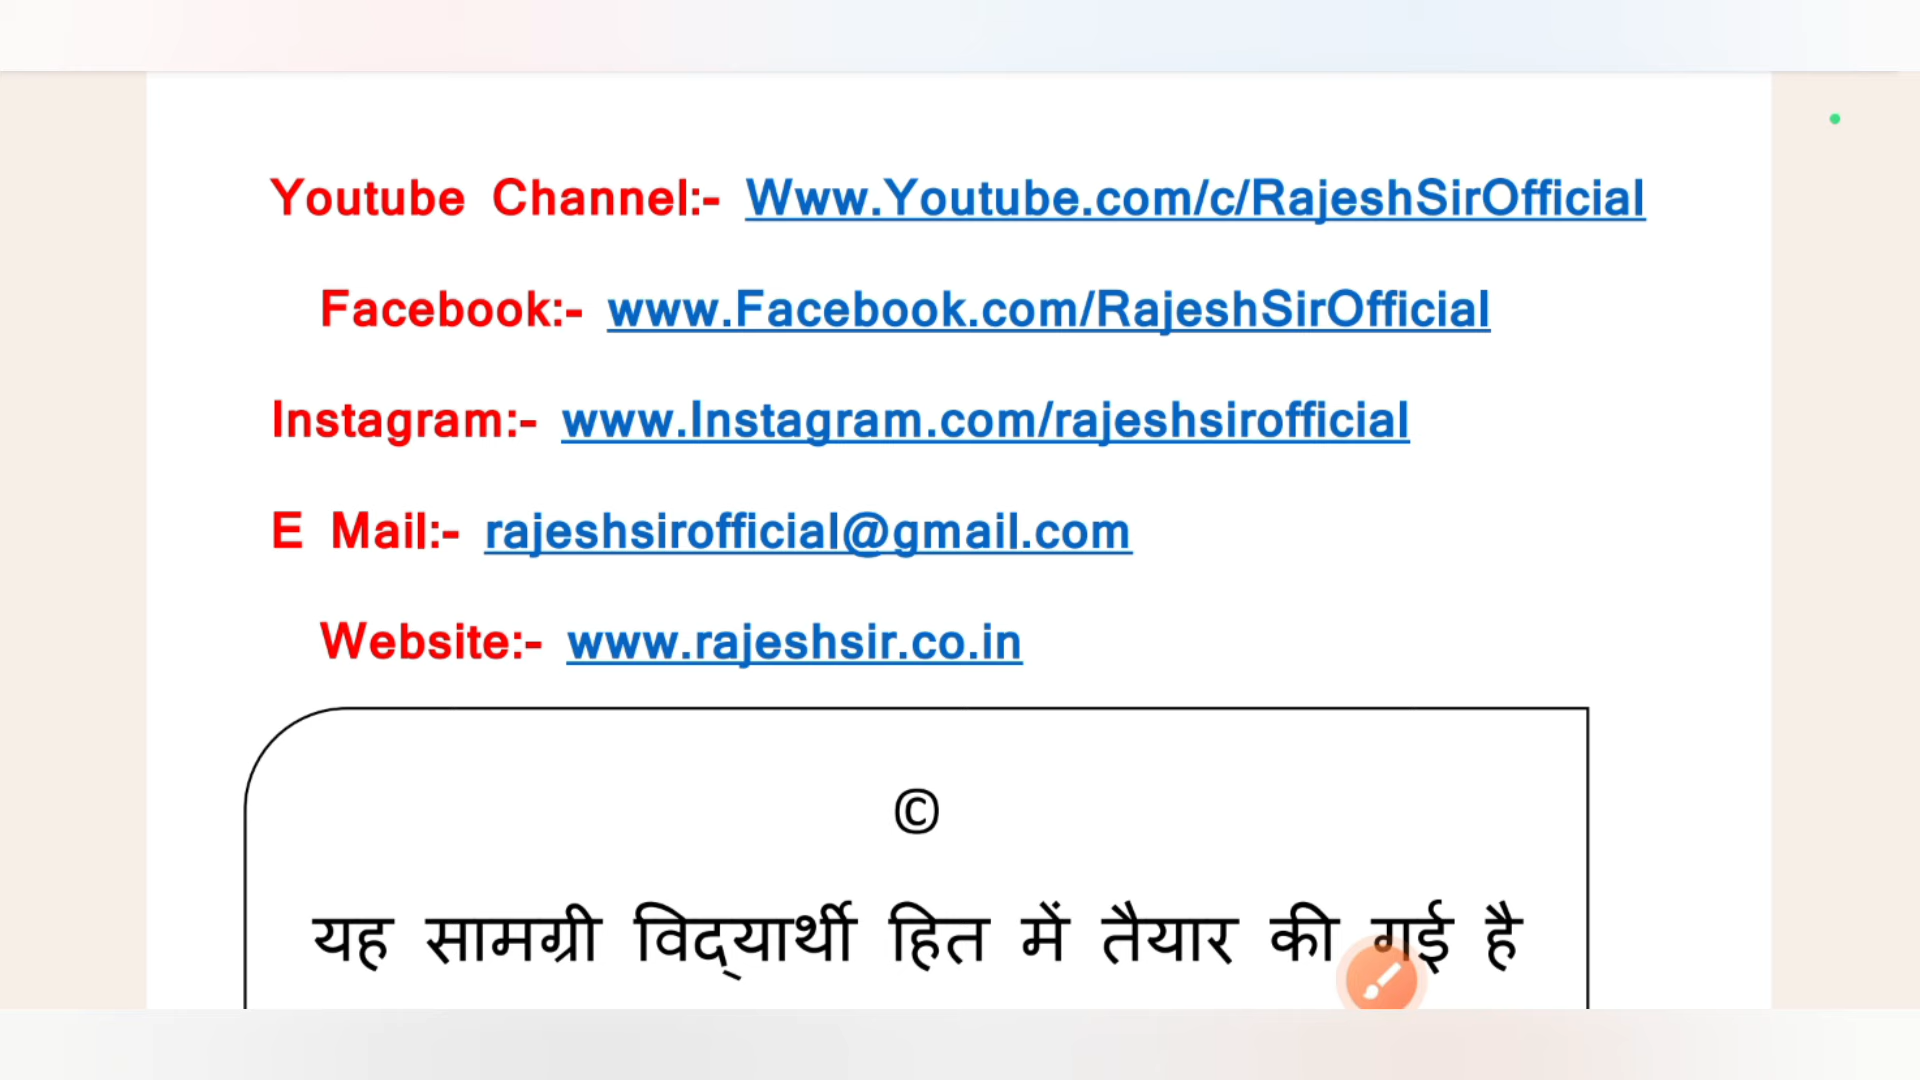 Youtube Channel:- Www.Youtube.com/c/RajeshSirOfficial
Facebook:- www.Facebook.com/RajeshSirOfficial
Instagram:- www.Instagram.com/rajeshsirofficial
E Mail:- rajeshsirofficial@gmail.com
Website:- www.rajeshsir.co.in
©
यह सामग्री विद्यार्थी हित में तैयार की गई है